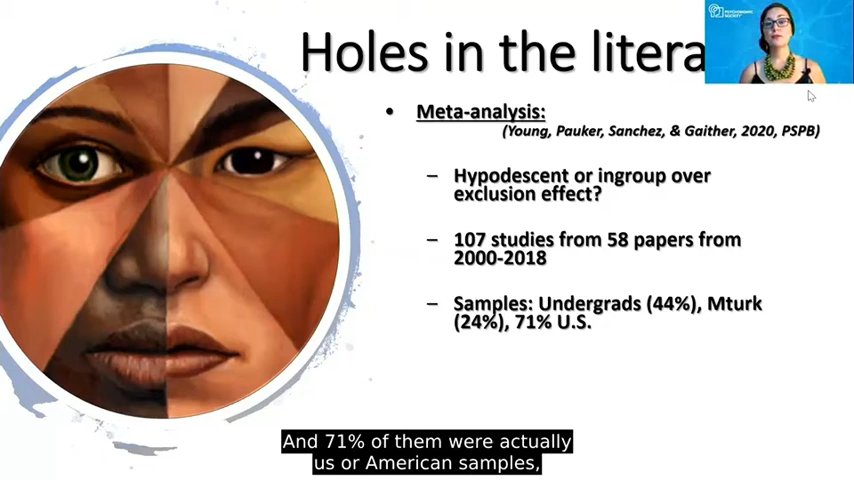 Holes in the litera
PSYCHONOMIC
SOCIETY
• Meta-analysis:
(Young, Pauker, Sanchez, & Gaither, 2020, PSPB)
– Hypodescent or ingroup over
exclusion effect?
– 107 studies from 58 papers from
2000-2018
– Samples: Undergrads (44%), Mturk
(24%), 71% U.S.
And 71% of them were actually
us or American samples,